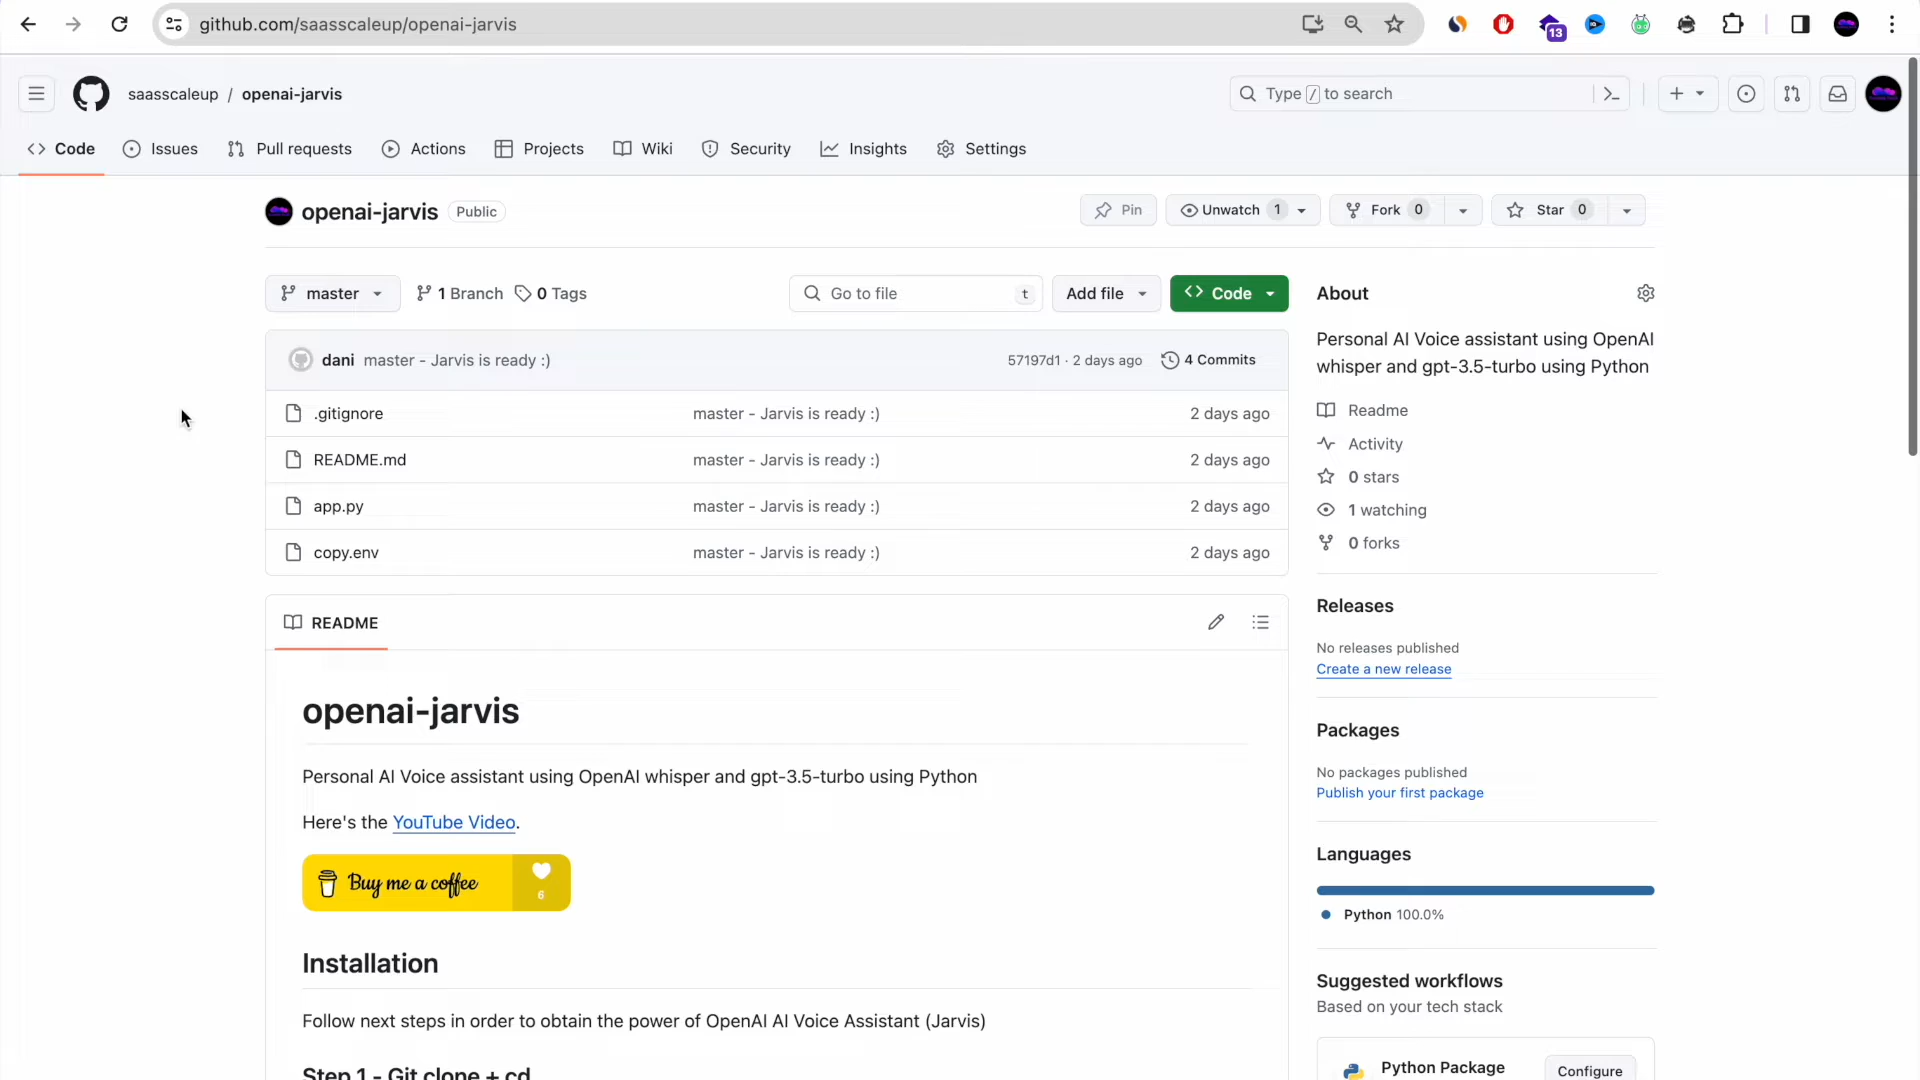 github.com/saasscaleup/openai-jarvis
13
saasscaleup / openai-jarvis
Type / to search
Code Issues Pull requests Actions Projects Wiki Security Insights Settings
openai-jarvis Public
Pin Unwatch 1 Fork 0 Star 0
master 1 Branch 0 Tags
Go to file t Add file Code
dani master - Jarvis is ready :) 57197d1 · 2 days ago 4 Commits
.gitignore master - Jarvis is ready :) 2 days ago
README.md master - Jarvis is ready :) 2 days ago
app.py master - Jarvis is ready :) 2 days ago
copy.env master - Jarvis is ready :) 2 days ago
README
openai-jarvis
Personal AI Voice assistant using OpenAI whisper and gpt-3.5-turbo using Python
Here's the YouTube Video.
Buy me a coffee 6
Installation
Follow next steps in order to obtain the power of OpenAI AI Voice Assistant (Jarvis)
Step 1 - Git clone + cd
About
Personal AI Voice assistant using OpenAI
whisper and gpt-3.5-turbo using Python
Readme
Activity
0 stars
1 watching
0 forks
Releases
No releases published
Create a new release
Packages
No packages published
Publish your first package
Languages
Python 100.0%
Suggested workflows
Based on your tech stack
Python Package Configure